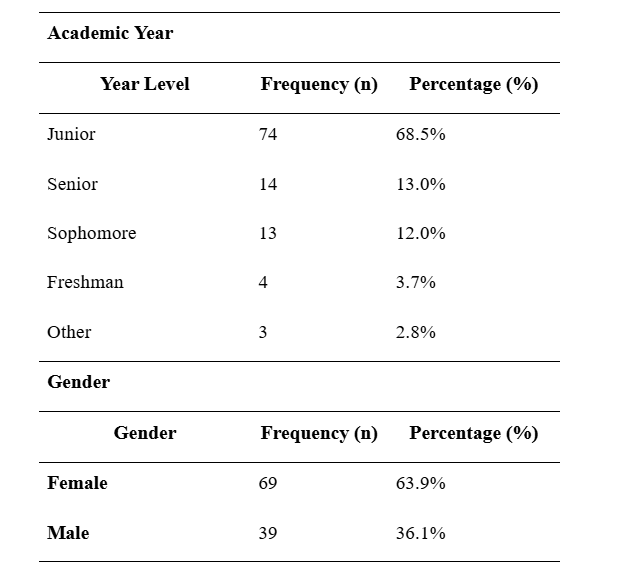 Academic Year
Year Level Frequency (n) Percentage (%)
Junior 74 68.5%
Senior 14 13.0%
Sophomore 13 12.0%
Freshman 4 3.7%
Other 3 2.8%
Gender
Gender Frequency (n) Percentage (%)
Female 69 63.9%
Male 39 36.1%